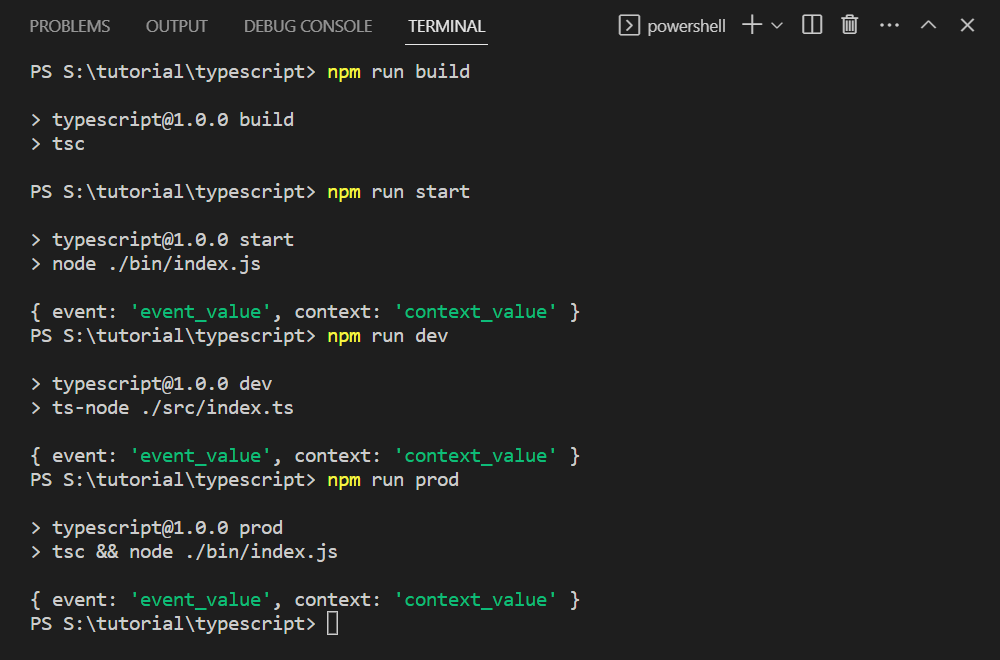 PROBLEMS OUTPUT DEBUG CONSOLE TERMINAL powershell
PS S:\tutorial\typescript> npm run build
> typescript@1.0.0 build
> tsc
PS S:\tutorial\typescript> npm run start
> typescript@1.0.0 start
> node ./bin/index.js
{ event: 'event_value', context: 'context_value' }
PS S:\tutorial\typescript> npm run dev
> typescript@1.0.0 dev
> ts-node ./src/index.ts
{ event: 'event_value', context: 'context_value' }
PS S:\tutorial\typescript> npm run prod
> typescript@1.0.0 prod
> tsc && node ./bin/index.js
{ event: 'event_value', context: 'context_value' }
PS S:\tutorial\typescript>